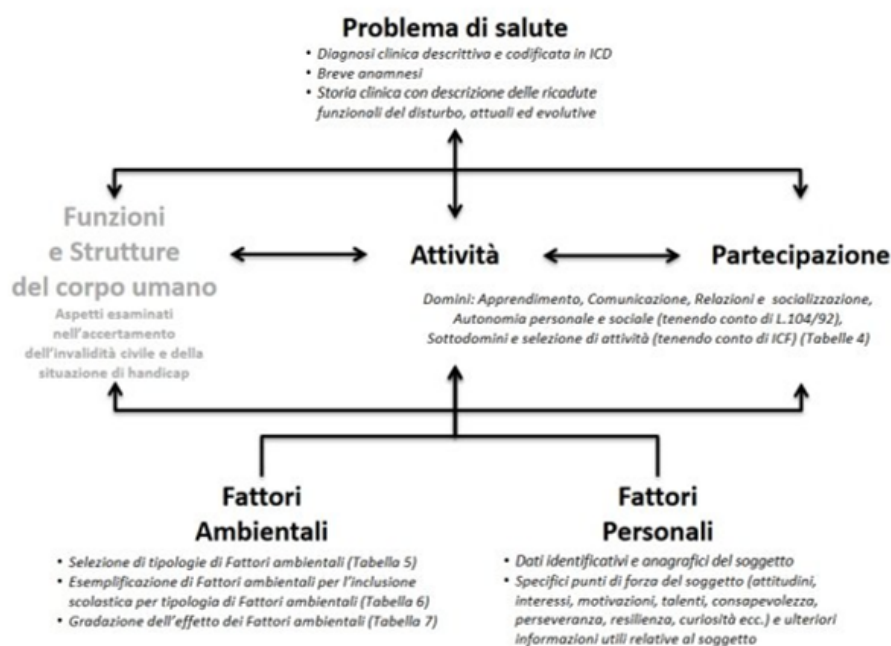 Problema di salute
• Diagnosi clinica descrittiva e codificata in ICD
• Breve anamnesi
• Storia clinica con descrizione delle ricadute
funzionali del disturbo, attuali ed evolutive
Funzioni
e Strutture
del corpo umano
Aspetti esaminati
nell'accertamento
dell'invalidità civile e della
situazione di handicap
Attività
Partecipazione
Domini: Apprendimento, Comunicazione, Relazioni e socializzazione,
Autonomia personale e sociale (tenendo conto di L.104/92),
Sottodomini e selezione di attività (tenendo conto di ICF) (Tabelle 4)
Fattori
Ambientali
• Selezione di tipologie di Fattori ambientali (Tabella 5)
• Esemplificazione di Fattori ambientali per l'inclusione
scolastica per tipologia di Fattori ambientali (Tabella 6)
• Gradazione dell'effetto dei Fattori ambientali (Tabella 7)
Fattori
Personali
• Dati identificativi e anagrafici del soggetto
• Specifici punti di forza del soggetto (attitudini,
interessi, motivazioni, talenti, consapevolezza,
perseveranza, resilienza, curiosità ecc.) e ulteriori
informazioni utili relative al soggetto